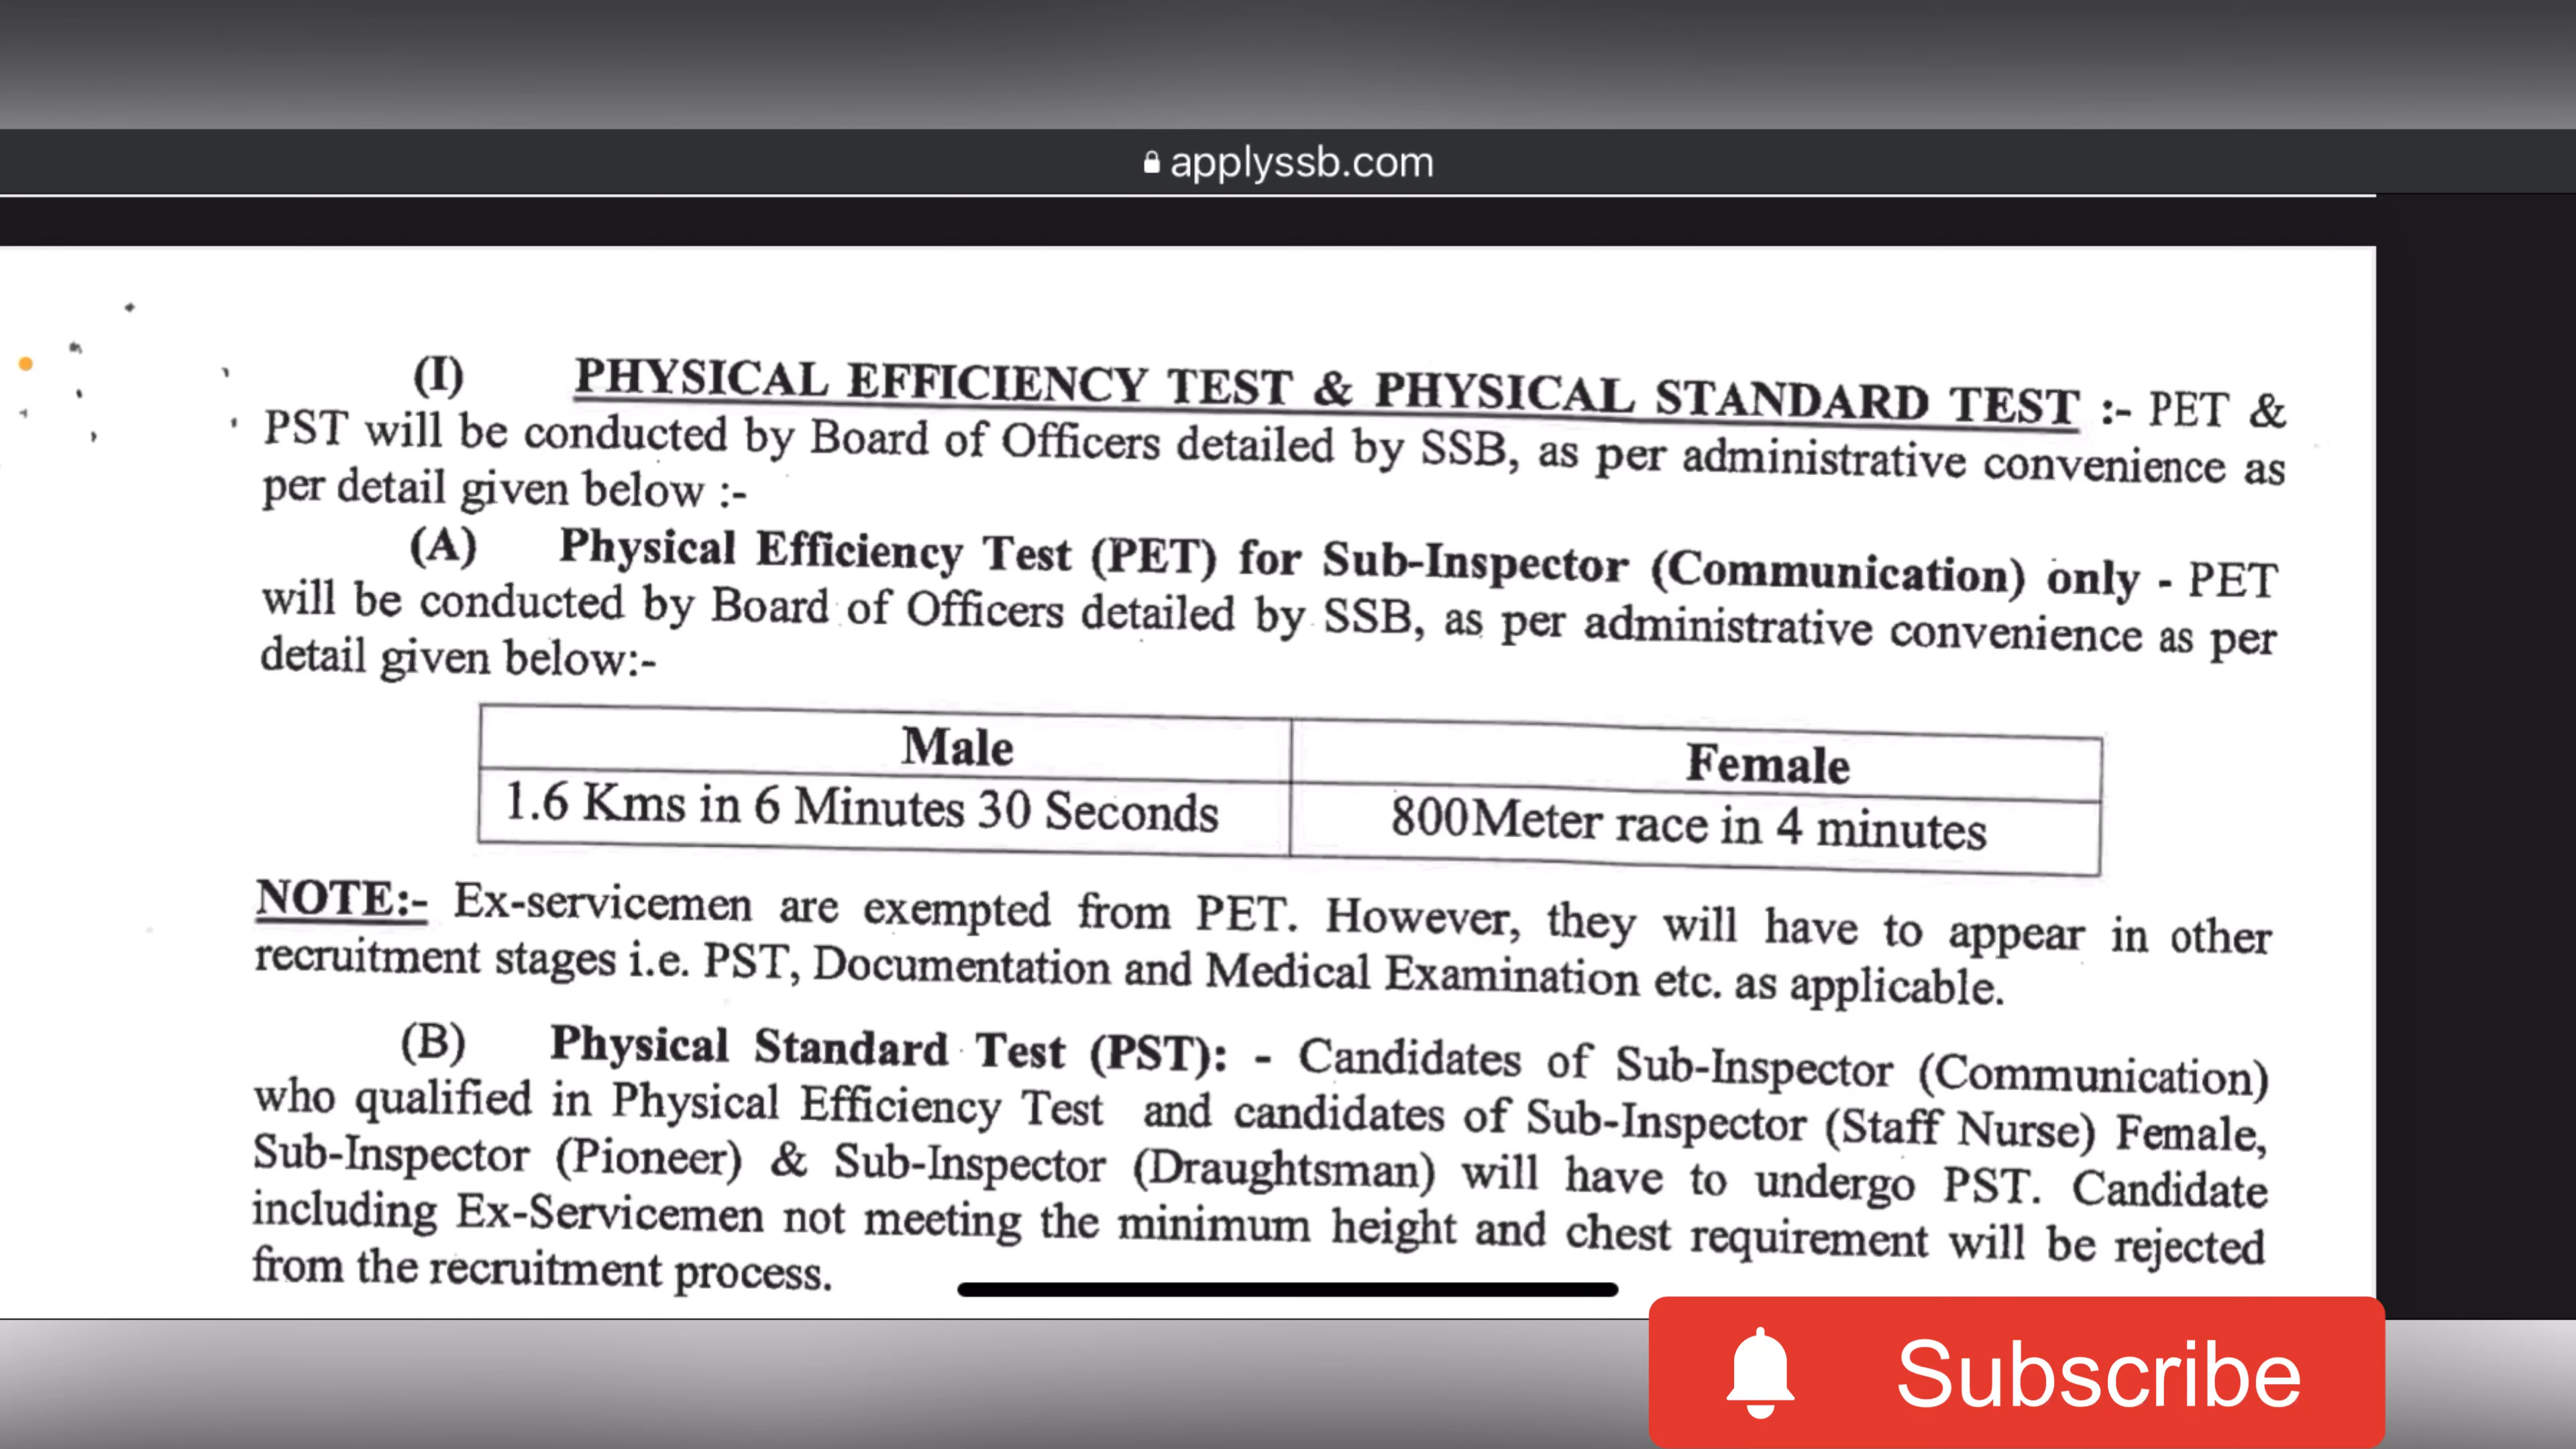 applyssb.com
(I) PHYSICAL EFFICIENCY TEST & PHYSICAL STANDARD TEST :- PET &
PST will be conducted by Board of Officers detailed by SSB, as per administrative convenience as
per detail given below :-
(A) Physical Efficiency Test (PET) for Sub-Inspector (Communication) only - PET
will be conducted by Board of Officers detailed by SSB, as per administrative convenience as per
detail given below:-
Male Female
1.6 Kms in 6 Minutes 30 Seconds 800Meter race in 4 minutes
NOTE:- Ex-servicemen are exempted from PET. However, they will have to appear in other
recruitment stages i.e. PST, Documentation and Medical Examination etc. as applicable.
(B) Physical Standard Test (PST): - Candidates of Sub-Inspector (Communication)
who qualified in Physical Efficiency Test and candidates of Sub-Inspector (Staff Nurse) Female,
Sub-Inspector (Pioneer) & Sub-Inspector (Draughtsman) will have to undergo PST. Candidate
including Ex-Servicemen not meeting the minimum height and chest requirement will be rejected
from the recruitment process.
Subscribe